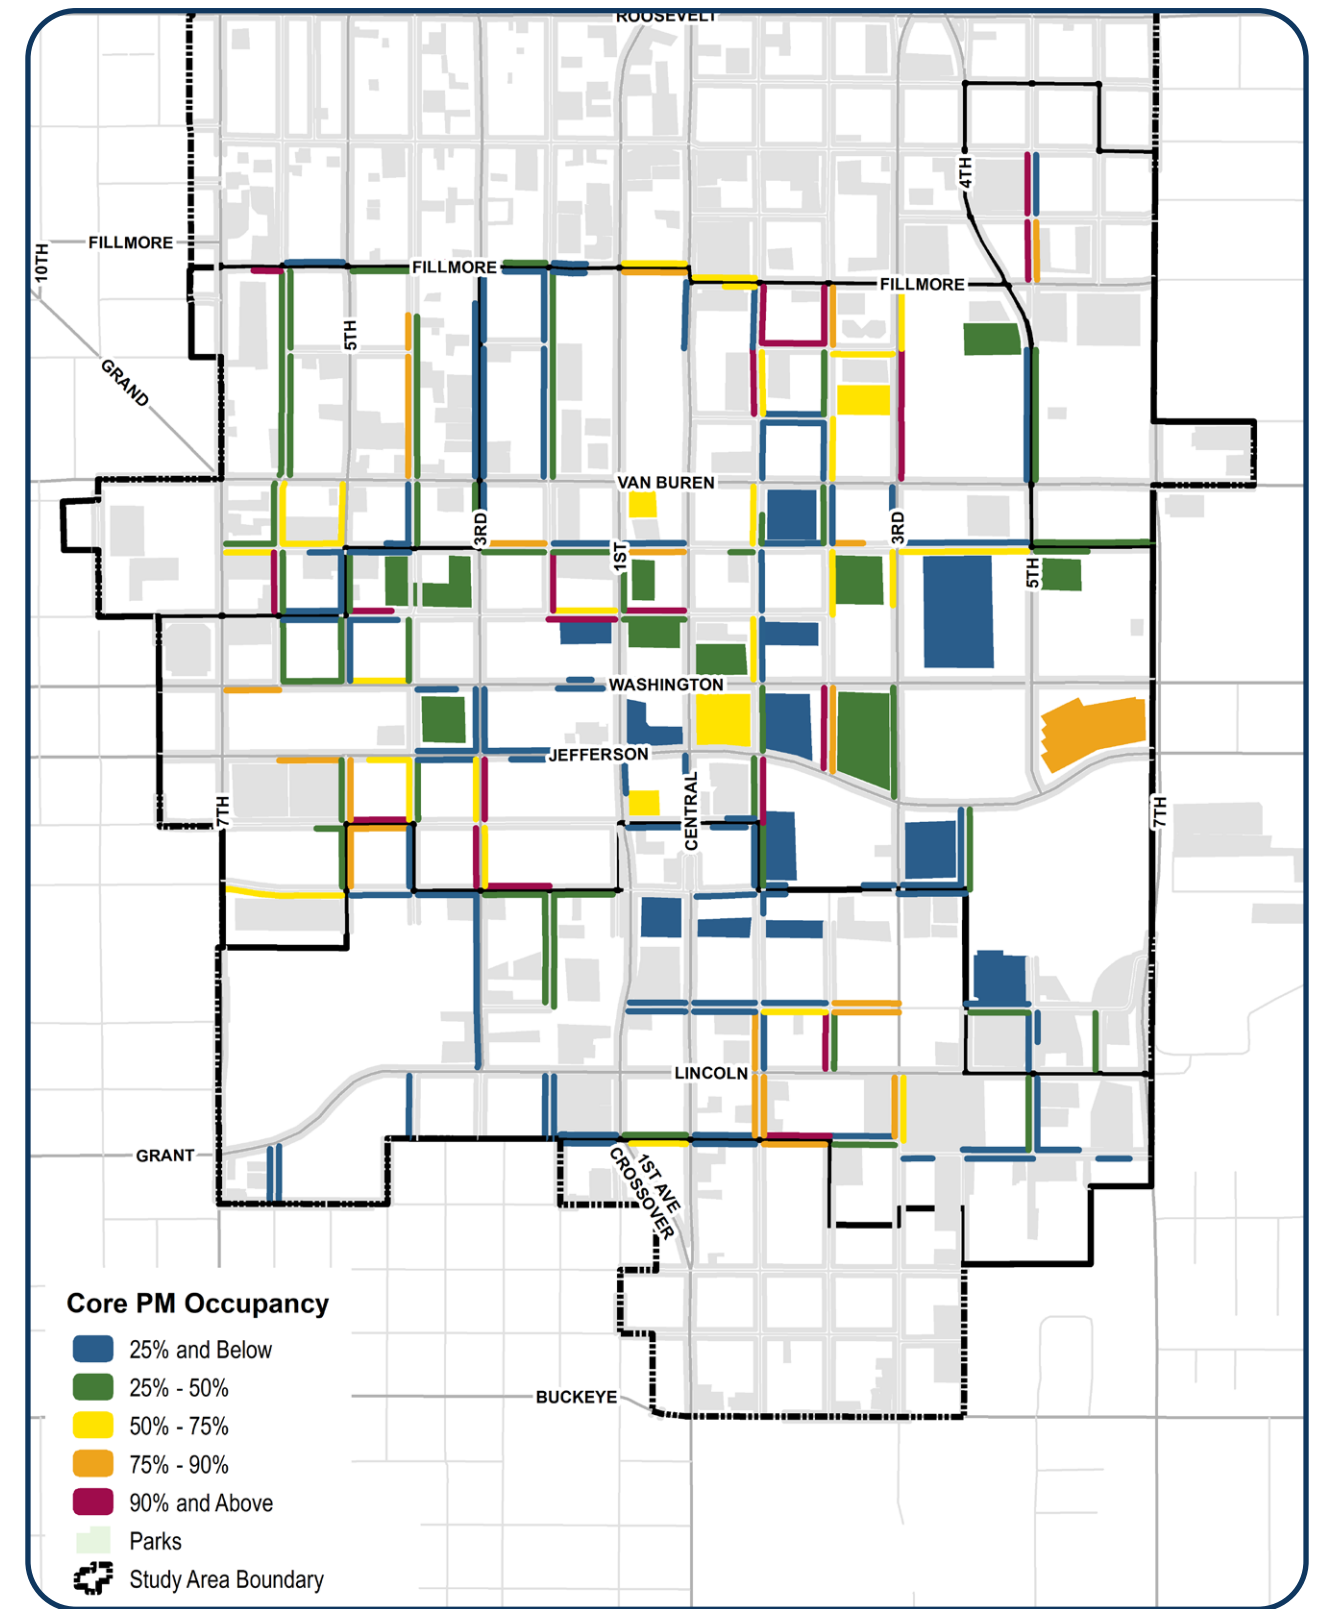 ROOSEVELT
4TH
FILLMORE
10TH
FILLMORE
FILLMORE
5TH
GRAND
VAN BUREN
3RD
3RD
1ST
5TH
WASHINGTON
JEFFERSON
7TH
CENTRAL
7TH
LINCOLN
GRANT
1ST AVE
CROSSOVER
Core PM Occupancy
25% and Below
25% - 50%
50% - 75%
75% - 90%
90% and Above
Parks
Study Area Boundary
BUCKEYE